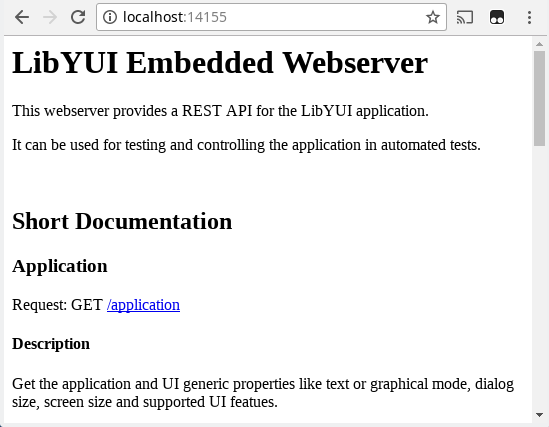 localhost:14155
LibYUI Embedded Webserver
This webserver provides a REST API for the LibYUI application.
It can be used for testing and controlling the application in automated tests.
Short Documentation
Application
Request: GET /application
Description
Get the application and UI generic properties like text or graphical mode, dialog
size, screen size and supported UI featues.